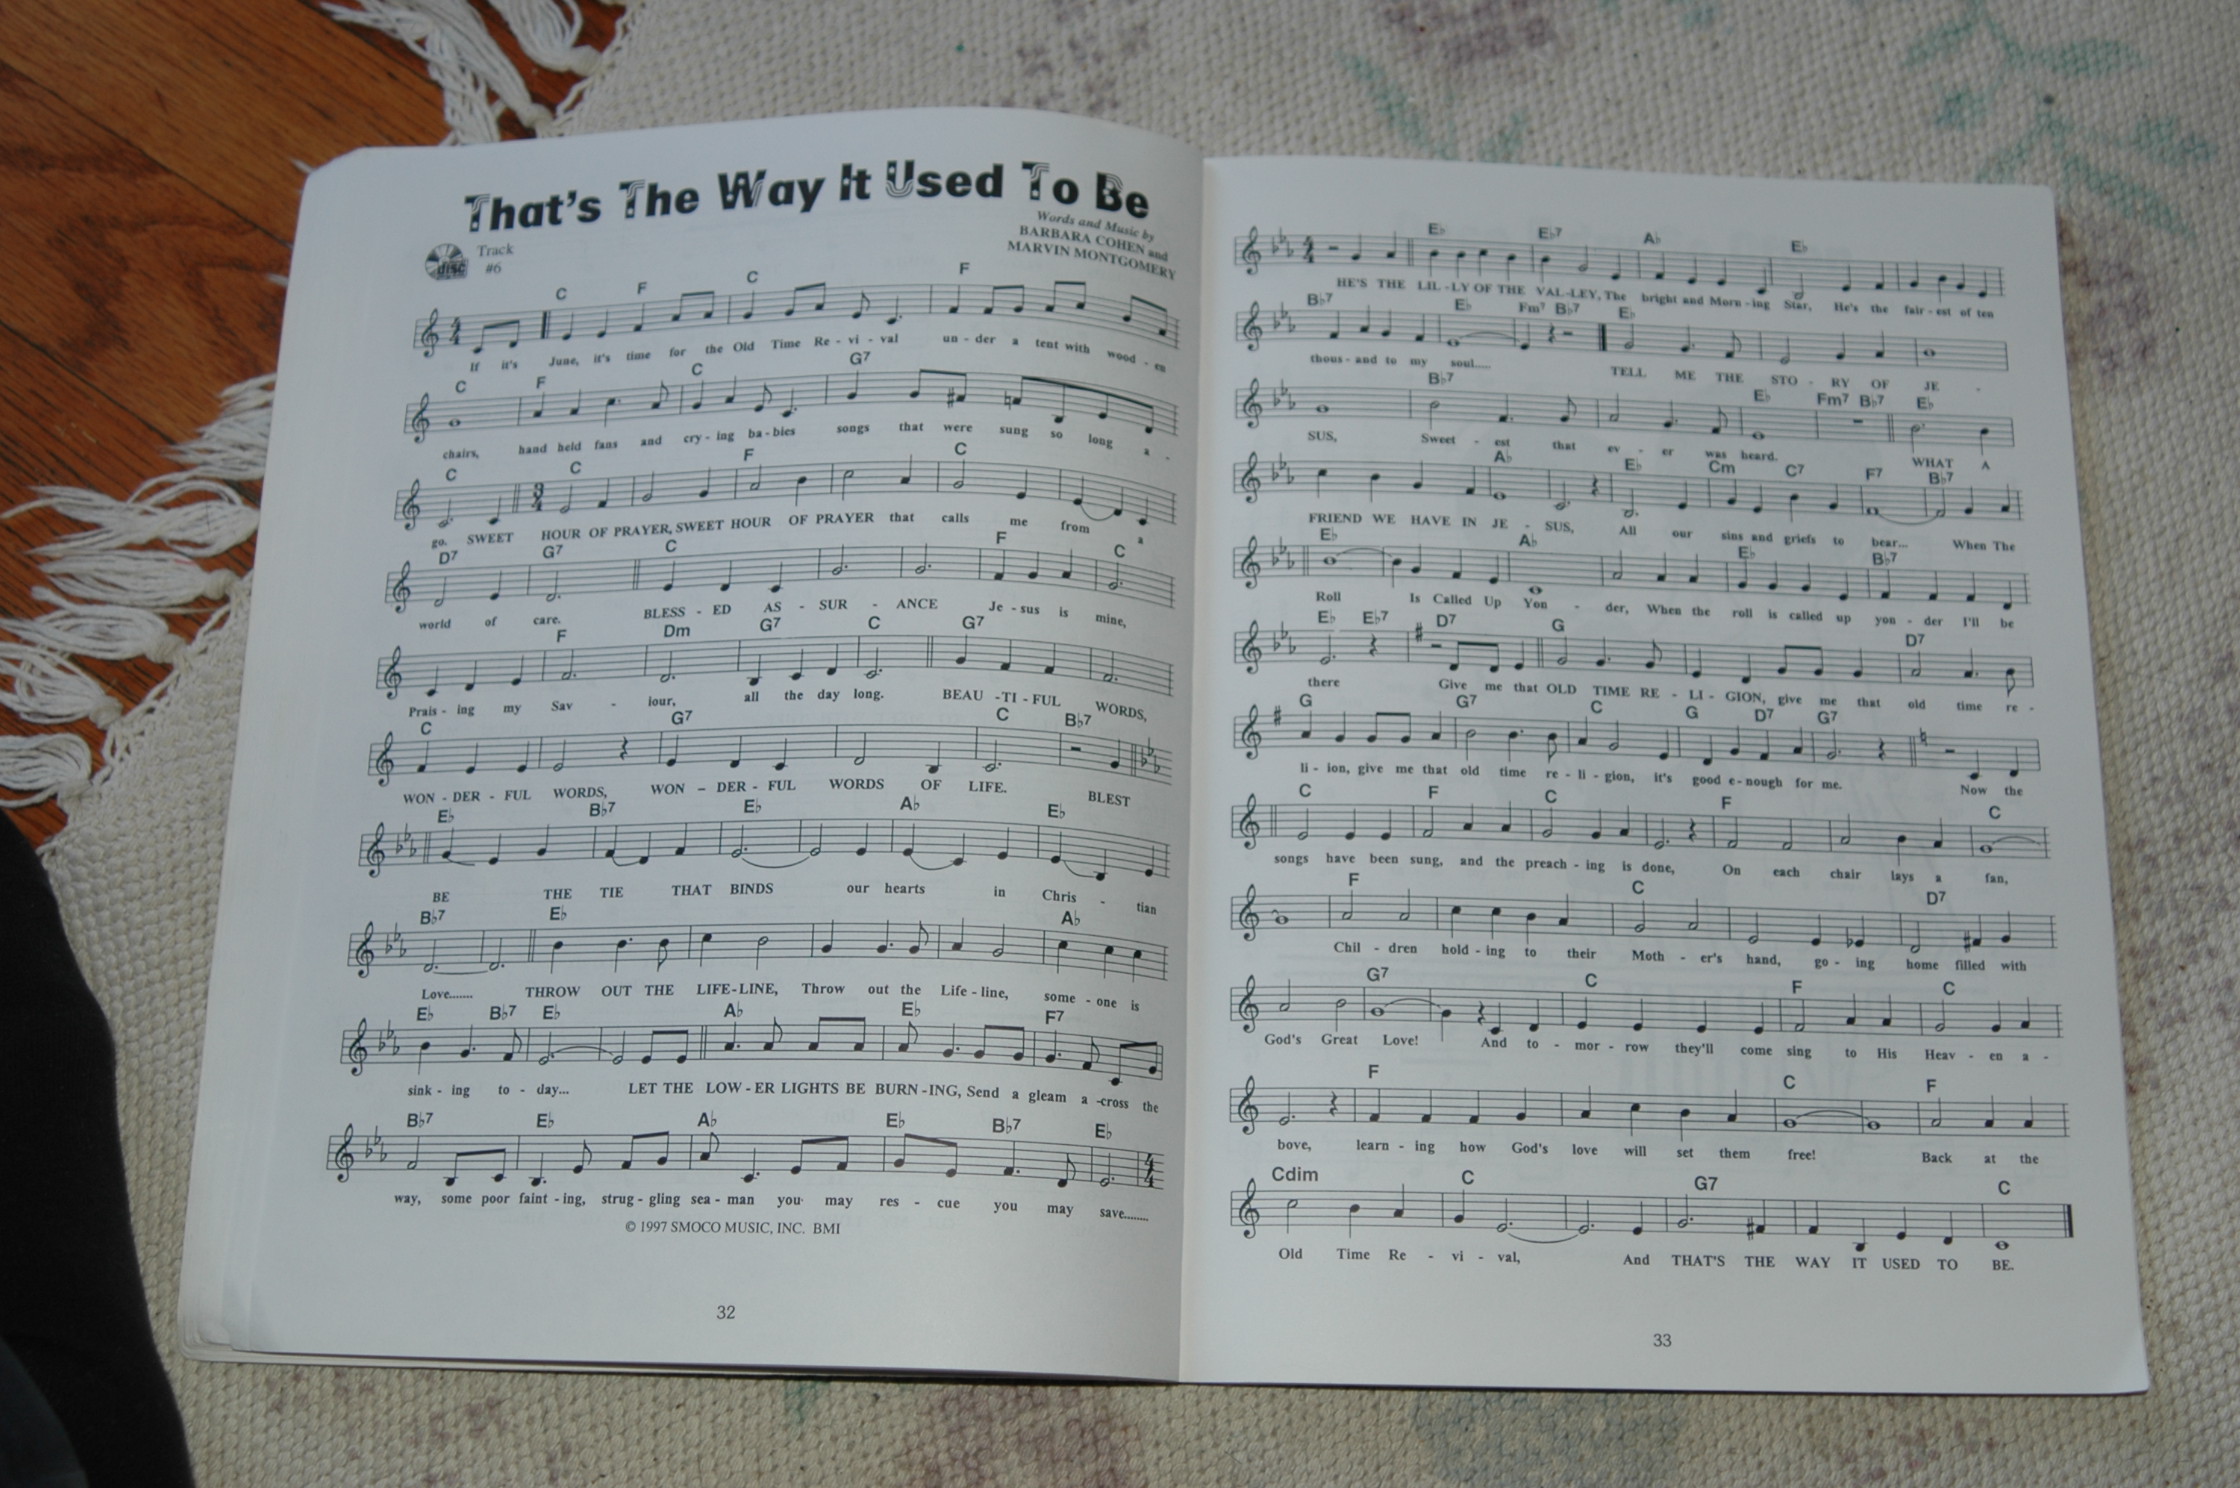 That's The Way It Used To Be
Words and Music by
BARBARA COHEN and
MARVIN MONTGOMERY
Track
#6
disc
C F C F
If it's June, it's time for the Old Time Re - vi - val un - der a tent with wood - en
C F C G7
chairs, hand held fans and cry - ing ba - bies songs that were sung so long a -
C C F C
go. SWEET HOUR OF PRAYER, SWEET HOUR OF PRAYER that calls me from a
D7 G7 C F C
world of care. BLESS - ED AS - SUR - ANCE Je - sus is mine,
F Dm G7 C G7
Prais - ing my Sav - iour, all the day long. BEAU - TI - FUL WORDS,
C G7 C B♭7
WON - DER - FUL WORDS, WON - DER - FUL WORDS OF LIFE. BLEST
E♭ B♭7 E♭ A♭ E♭
BE THE TIE THAT BINDS our hearts in Chris - tian
B♭7 E♭ A♭
Love....... THROW OUT THE LIFE-LINE, Throw out the Life - line, some - one is
E♭ B♭7 E♭ A♭ E♭ F7
sink - ing to - day... LET THE LOW - ER LIGHTS BE BURN - ING, Send a gleam a - cross the
B♭7 E♭ A♭ E♭ B♭7 E♭
way, some poor faint - ing, strug - gling sea - man you may res - cue you may save........
© 1997 SMOCO MUSIC, INC. BMI
32
E♭ E♭7 A♭ E♭
HE'S THE LIL - LY OF THE VAL - LEY, The bright and Morn - ing Star, He's the fair - est of ten
B♭7 E♭ Fm7 B♭7 E♭
thous - and to my soul.... TELL ME THE STO - RY OF JE -
B♭7 E♭ Fm7 B♭7 E♭
SUS, Sweet - est that ev - er was heard. WHAT A
A♭ E♭ Cm C7 F7 B♭7
FRIEND WE HAVE IN JE - SUS, All our sins and griefs to bear... When The
E♭ A♭ E♭ B♭7
Roll Is Called Up Yon - der, When the roll is called up yon - der I'll be
E♭ E♭7 D7 G D7
there Give me that OLD TIME RE - LI - GION, give me that old time re -
G G7 C G D7 G7
li - ion, give me that old time re - li - gion, it's good e - nough for me. Now the
C F C F C
songs have been sung, and the preach - ing is done, On each chair lays a fan,
F C D7
Chil - dren hold - ing to their Moth - er's hand, go - ing home filled with
G7 C F C
God's Great Love! And to - mor - row they'll come sing to His Heav - en a -
F C F
bove, learn - ing how God's love will set them free! Back at the
Cdim C G7 C
Old Time Re - vi - val, And THAT'S THE WAY IT USED TO BE.
33